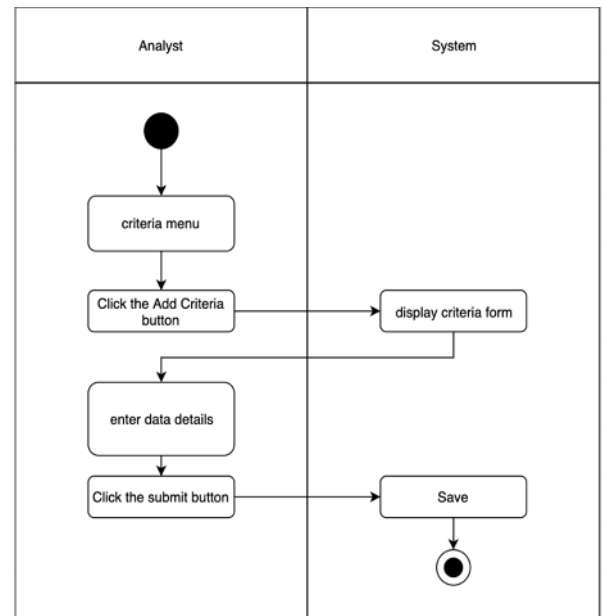 Analyst
System
criteria menu
Click the Add Criteria
button
display criteria form
enter data details
Click the submit button
Save